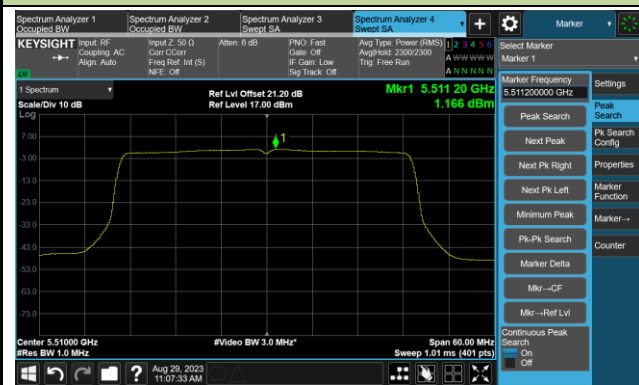 Spectrum Analyzer 1
Occupied BW
Spectrum Analyzer 2
Occupied BW
Spectrum Analyzer 3
Swept SA
Spectrum Analyzer 4
Swept SA
+
Marker
KEYSIGHT
Input: RF
Coupling: AC
Align: Auto
Input Z: 50 Ω
Corr CCorr
Freq Ref: Int (S)
NFE: Off
Atten: 6 dB
PNO: Fast
Gate: Off
IF Gain: Low
Sig Track: Off
Avg Type: Power (RMS)
Avg|Hold: 2300/2300
Trig: Free Run
1 2 3 4 5 6
A W W W W W
A N N N N N
Select Marker
Marker 1
1 Spectrum
Scale/Div 10 dB
Log
Ref Lvl Offset 21.20 dB
Ref Level 17.00 dBm
Mkr1 5.511 20 GHz
1.166 dBm
1
7.00
-3.00
-13.0
-23.0
-33.0
-43.0
-53.0
-63.0
-73.0
Center 5.51000 GHz
#Res BW 1.0 MHz
#Video BW 3.0 MHz*
Span 60.00 MHz
Sweep 1.01 ms (401 pts)
Marker Frequency
5.511200000 GHz
Peak Search
Next Peak
Next Pk Right
Next Pk Left
Minimum Peak
Pk-Pk Search
Marker Delta
Mkr→CF
Mkr→Ref Lvl
Continuous Peak
Search
On
Off
Settings
Peak
Search
Pk Search
Config
Properties
Marker
Function
Marker→
Counter
?
Aug 29, 2023
11:07:33 AM